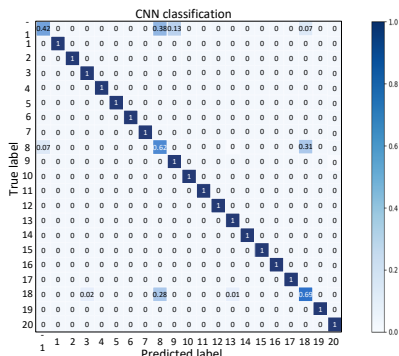 CNN classification
-1 0.42 0 0 0 0 0 0 0 0.38 0.13 0 0 0 0 0 0 0 0 0.07 0 0
1 0 1 0 0 0 0 0 0 0 0 0 0 0 0 0 0 0 0 0 0 0
2 0 0 1 0 0 0 0 0 0 0 0 0 0 0 0 0 0 0 0 0 0
3 0 0 0 1 0 0 0 0 0 0 0 0 0 0 0 0 0 0 0 0 0
4 0 0 0 0 1 0 0 0 0 0 0 0 0 0 0 0 0 0 0 0 0
5 0 0 0 0 0 1 0 0 0 0 0 0 0 0 0 0 0 0 0 0 0
6 0 0 0 0 0 0 1 0 0 0 0 0 0 0 0 0 0 0 0 0 0
7 0 0 0 0 0 0 0 1 0 0 0 0 0 0 0 0 0 0 0 0 0
8 0.07 0 0 0 0 0 0 0 0.62 0 0 0 0 0 0 0 0 0 0.31 0 0
9 0 0 0 0 0 0 0 0 0 1 0 0 0 0 0 0 0 0 0 0 0
10 0 0 0 0 0 0 0 0 0 0 1 0 0 0 0 0 0 0 0 0 0
11 0 0 0 0 0 0 0 0 0 0 0 1 0 0 0 0 0 0 0 0 0
12 0 0 0 0 0 0 0 0 0 0 0 0 1 0 0 0 0 0 0 0 0
13 0 0 0 0 0 0 0 0 0 0 0 0 0 1 0 0 0 0 0 0 0
14 0 0 0 0 0 0 0 0 0 0 0 0 0 0 1 0 0 0 0 0 0
15 0 0 0 0 0 0 0 0 0 0 0 0 0 0 0 1 0 0 0 0 0
16 0 0 0 0 0 0 0 0 0 0 0 0 0 0 0 0 1 0 0 0 0
17 0 0 0 0 0 0 0 0 0 0 0 0 0 0 0 0 0 1 0 0 0
18 0 0 0 0.02 0 0 0 0 0.28 0 0 0 0 0.01 0 0 0 0 0.69 0 0
19 0 0 0 0 0 0 0 0 0 0 0 0 0 0 0 0 0 0 0 1 0
20 0 0 0 0 0 0 0 0 0 0 0 0 0 0 0 0 0 0 0 0 1
-1 1 2 3 4 5 6 7 8 9 10 11 12 13 14 15 16 17 18 19 20
True label
Predicted label
1.0
0.8
0.6
0.4
0.2
0.0